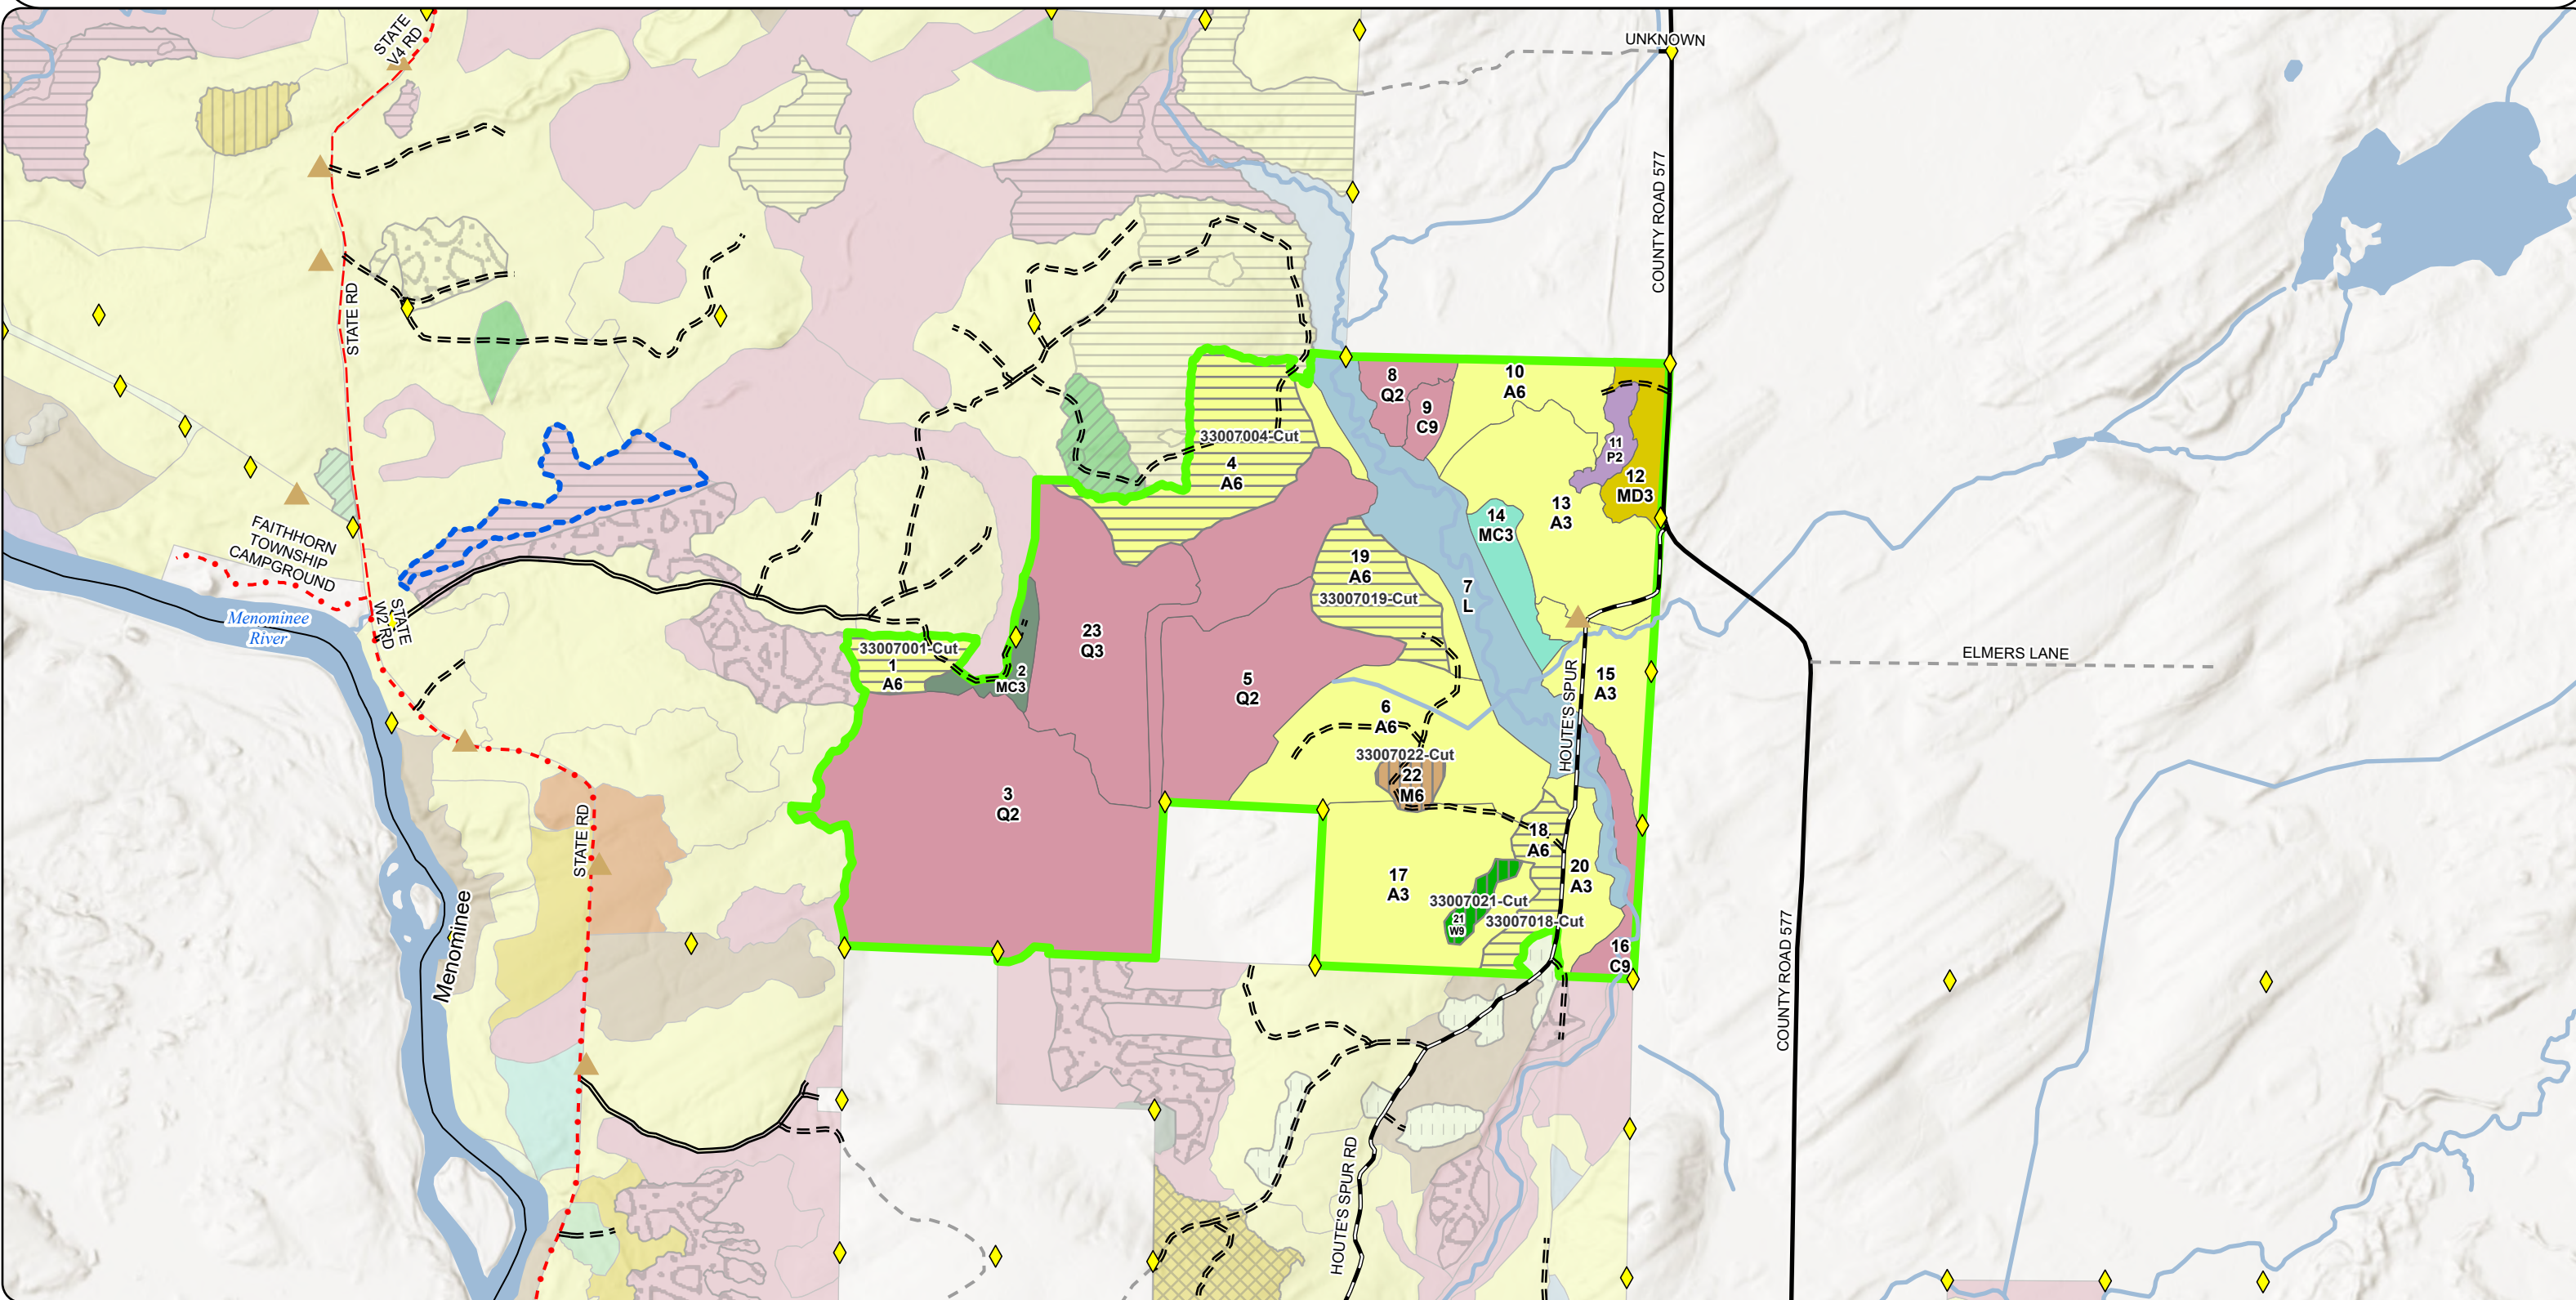 UNKNOWN
STATE
V4 RD
COUNTY ROAD 577
STATE RD
8
Q2
9
C9
10
A6
11
P2
12
MD3
33007004-Cut
4
A6
13
A3
14
MC3
FAITHHORN
TOWNSHIP
CAMPGROUND
Menominee
River
STATE
W2 RD
19
A6
33007019-Cut
7
L
23
Q3
33007001-Cut
1
A6
2
MC3
5
Q2
ELMERS LANE
HOUTE'S SPUR
15
A3
6
A6
33007022-Cut
22
M6
3
Q2
STATE RD
18
A6
17
A3
20
A3
33007021-Cut
21
W9
33007018-Cut
16
C9
Menominee
COUNTY ROAD 577
HOUTE'S SPUR RD